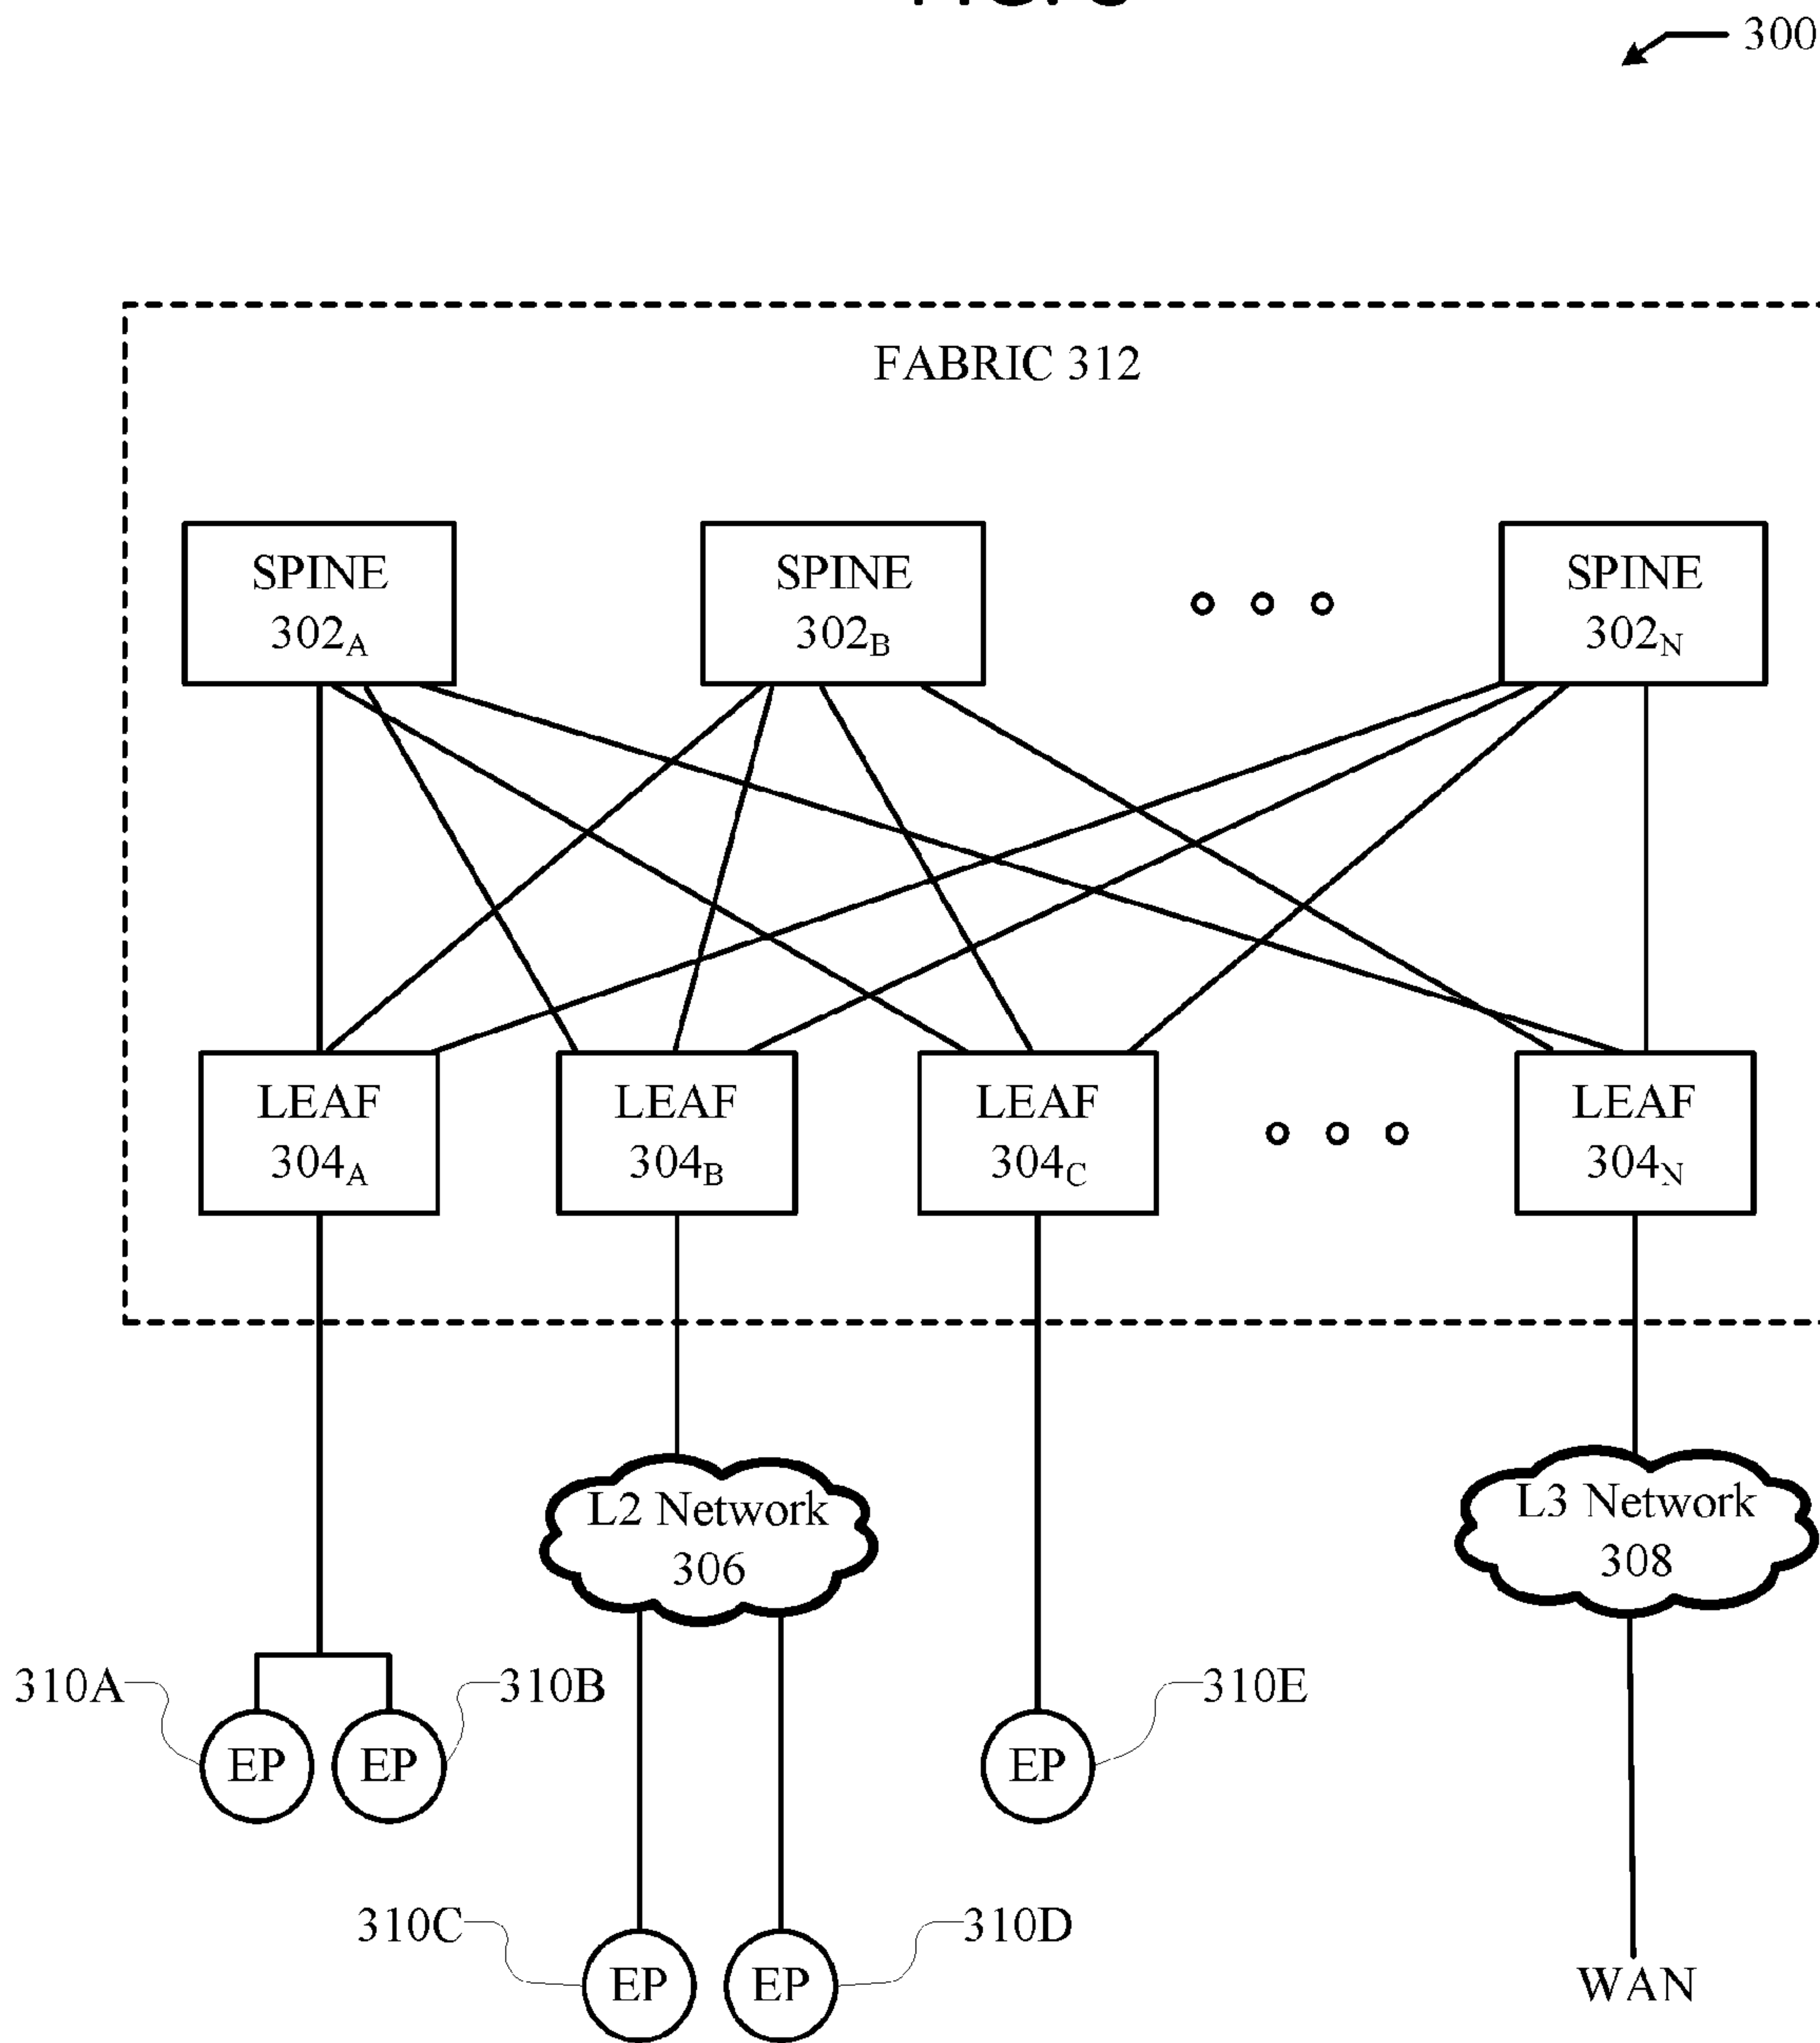 300
FABRIC 312
SPINE
302A
SPINE
302B
SPINE
302N
LEAF
304A
LEAF
304B
LEAF
304C
LEAF
304N
L2 Network
306
L3 Network
308
310A
310B
310E
EP
EP
EP
310C
310D
EP
EP
WAN